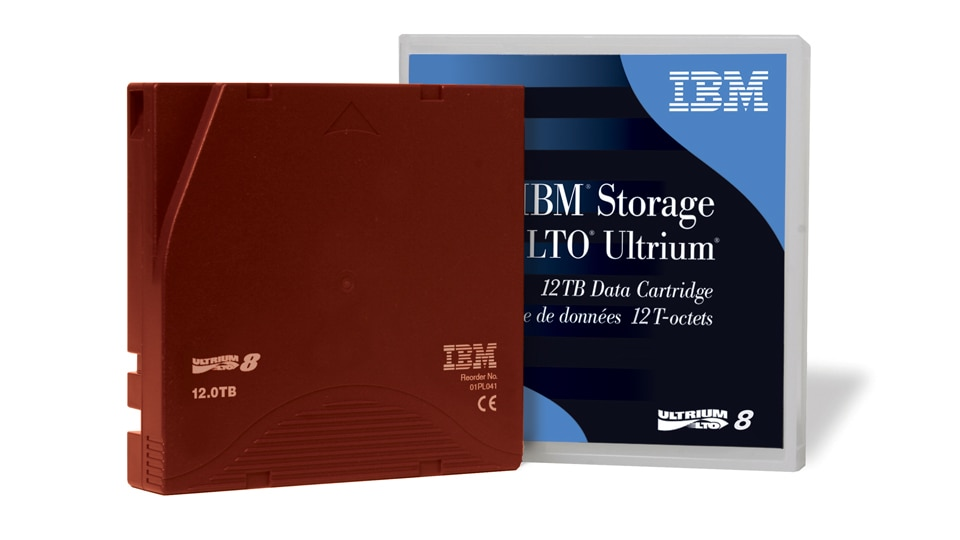 ULTRIUM LTO 8
12.0TB
IBM
Reorder No.
01PL041
CE
IBM
IBM® Storage
LTO® Ultrium®
12TB Data Cartridge
e de données 12T-octets
ULTRIUM LTO 8